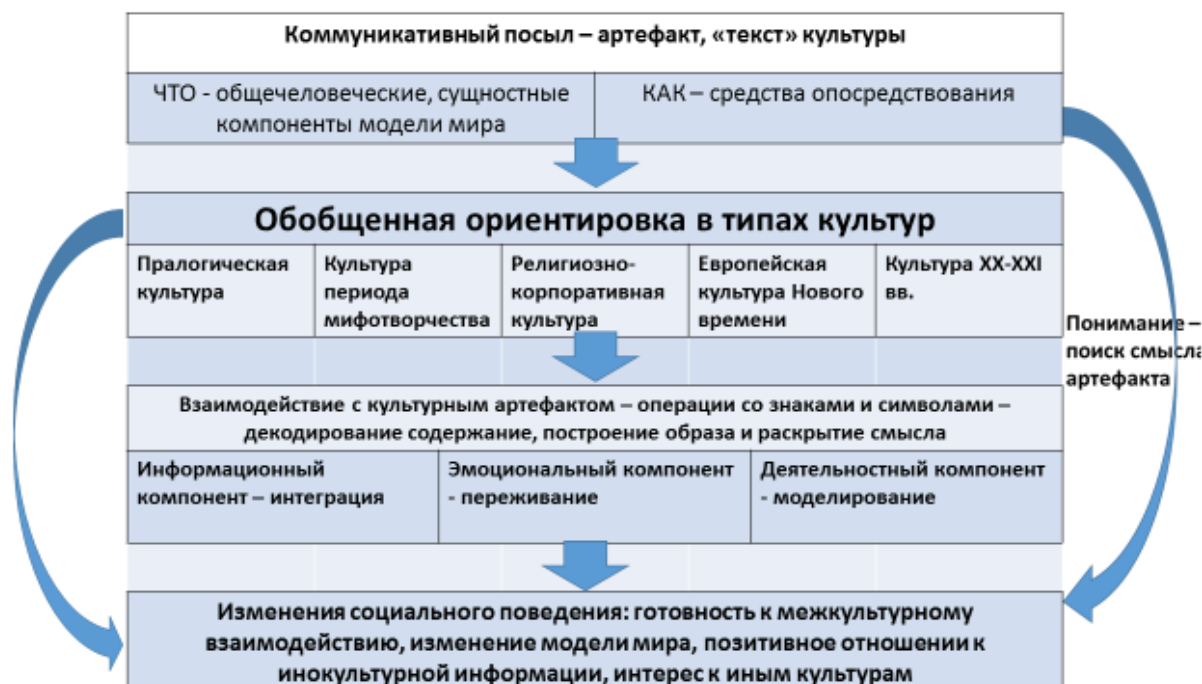 Коммуникативный посыл – артефакт, «текст» культуры
ЧТО - общечеловеческие, сущностные
компоненты модели мира
КАК – средства опосредствования
Обобщенная ориентировка в типах культур
Пралогическая
культура
Культура
периода
мифотворчества
Религиозно-
корпоративная
культура
Европейская
культура Нового
времени
Культура XX-XXI
вв.
Понимание –
поиск смысла
артефакта
Взаимодействие с культурным артефактом – операции со знаками и символами –
декодирование содержание, построение образа и раскрытие смысла
Информационный
компонент – интеграция
Эмоциональный компонент
- переживание
Деятельностный компонент
- моделирование
Изменения социального поведения: готовность к межкультурному
взаимодействию, изменение модели мира, позитивное отношении к
инокультурной информации, интерес к иным культурам